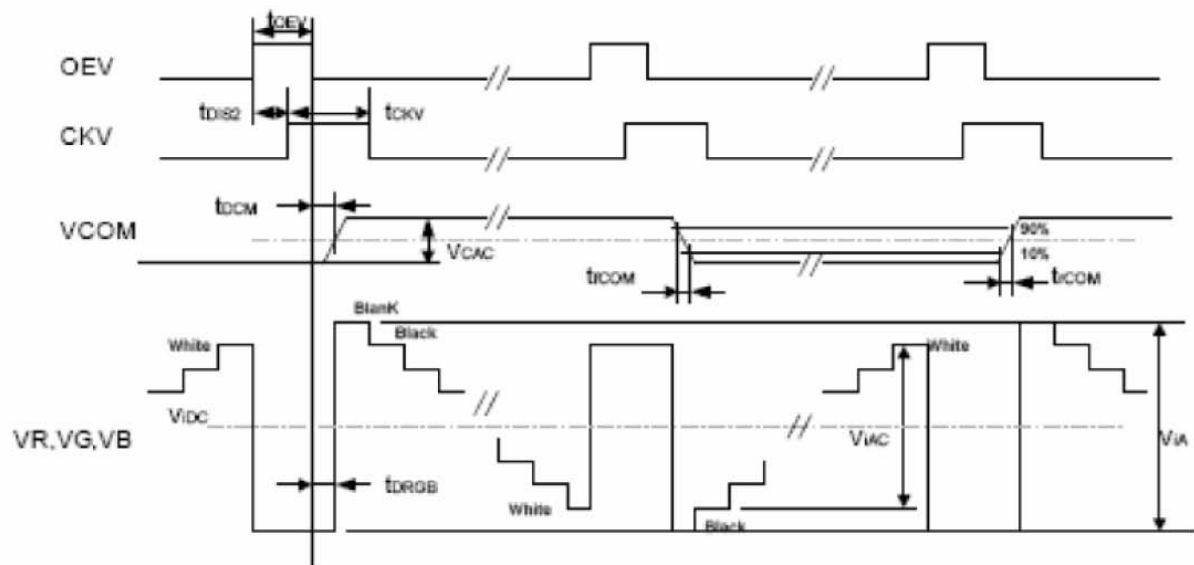 tOEV
OEV
tDIS2
tCKV
CKV
tDCM
VCOM
VCAC
90%
10%
tfCOM
trCOM
BlanK
White
Black
White
ViDC
VR,VG,VB
ViAC
ViA
tDRGB
White
Black